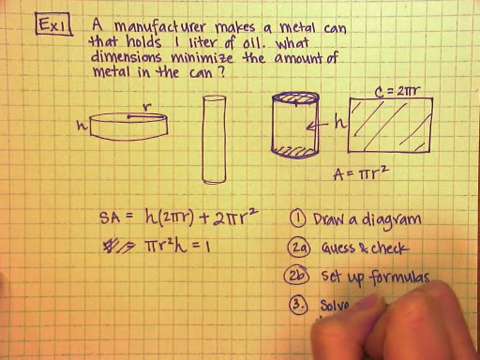 Ex1 A manufacturer makes a metal can
that holds 1 liter of oil. What
dimensions minimize the amount of
metal in the can?
r
h
h
C = 2πr
A = πr²
SA = h(2πr) + 2πr²
πr²h = 1
1 Draw a diagram
2a Guess & check
2b Set up formulas
3. Solve